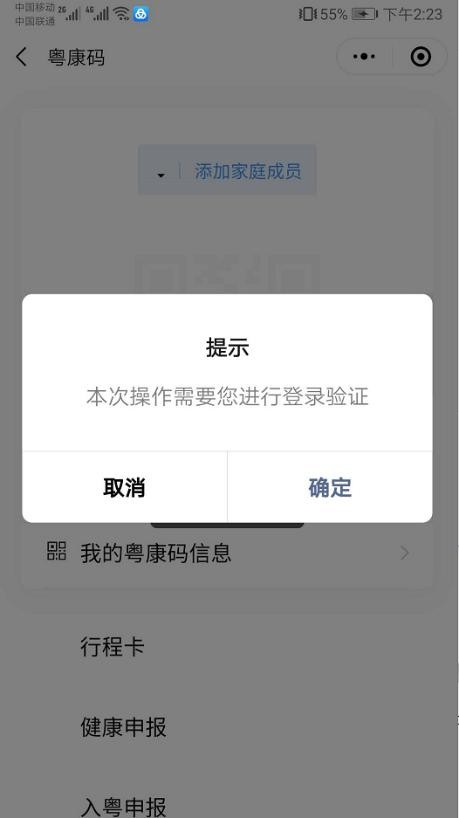 中国移动 2G 4G 55% 下午2:23
中国联通
粤康码
添加家庭成员
提示
本次操作需要您进行登录验证
取消 确定
我的粤康码信息
行程卡
健康申报
入粤申报